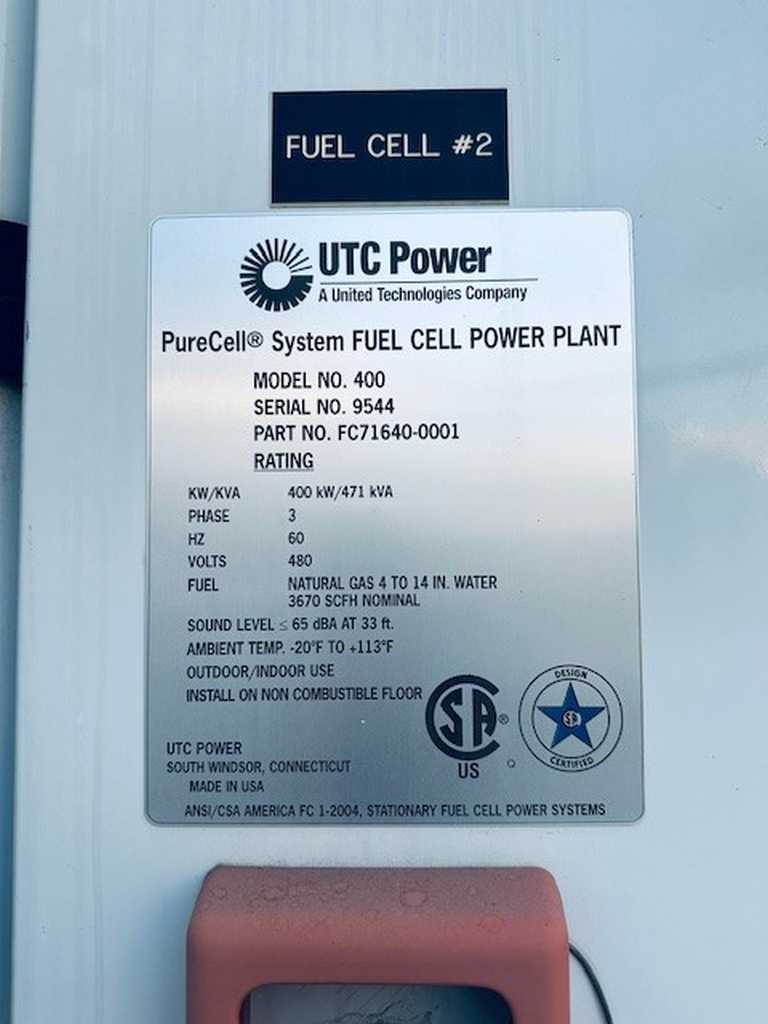 FUEL CELL #2
UTC Power
A United Technologies Company
PureCell® System FUEL CELL POWER PLANT
MODEL NO. 400
SERIAL NO. 9544
PART NO. FC71640-0001
RATING
KW/KVA 400 kW/471 kVA
PHASE 3
HZ 60
VOLTS 480
FUEL NATURAL GAS 4 TO 14 IN. WATER
3670 SCFH NOMINAL
SOUND LEVEL ≤ 65 dBA AT 33 ft.
AMBIENT TEMP. -20°F TO +113°F
OUTDOOR/INDOOR USE
INSTALL ON NON COMBUSTIBLE FLOOR
SA ®
US
DESIGN
SA
CERTIFIED
UTC POWER
SOUTH WINDSOR, CONNECTICUT
MADE IN USA
ANSI/CSA AMERICA FC 1-2004, STATIONARY FUEL CELL POWER SYSTEMS